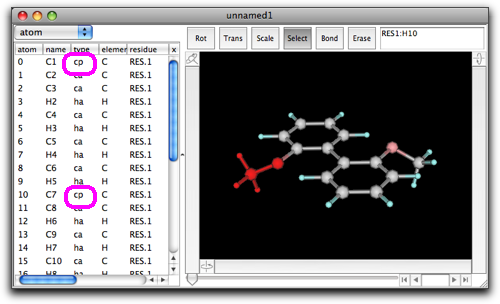 unnamed1
atom
Rot Trans Scale Select Bond Erase RES1:H10
atom name type elemen residue x
0 C1 cp C RES.1
1 C2 ca C RES.1
2 C3 ca C RES.1
3 H2 ha H RES.1
4 C4 ca C RES.1
5 H3 ha H RES.1
6 C5 ca C RES.1
7 H4 ha H RES.1
8 C6 ca C RES.1
9 H5 ha H RES.1
10 C7 cp C RES.1
11 C8 ca C RES.1
12 H6 ha H RES.1
13 C9 ca C RES.1
14 H7 ha H RES.1
15 C10 ca C RES.1
16 H8 ha H RES.1